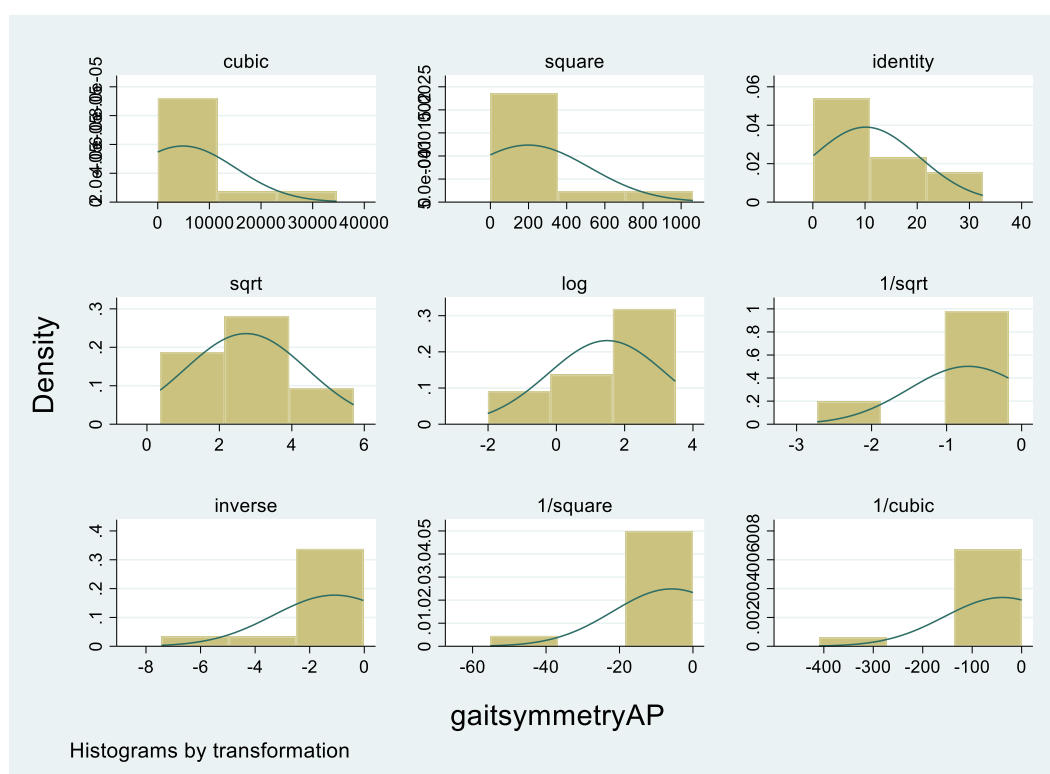 cubic
square
identity
0 10000 20000 30000 40000
0 200 400 600 800 1000
0 .02 .04 .06
0 10 20 30 40
sqrt
log
1/sqrt
0 .1 .2 .3
0 2 4 6
0 .1 .2 .3
-2 0 2 4
0 .2 .4 .6 .8 1
-3 -2 -1 0
Density
inverse
1/square
1/cubic
0 .1 .2 .3 .4
-8 -6 -4 -2 0
0 .01 .02 .03 .04 .05
-60 -40 -20 0
0 .002 .004 .006 .008
-400 -300 -200 -100 0
gaitsymmetryAP
Histograms by transformation